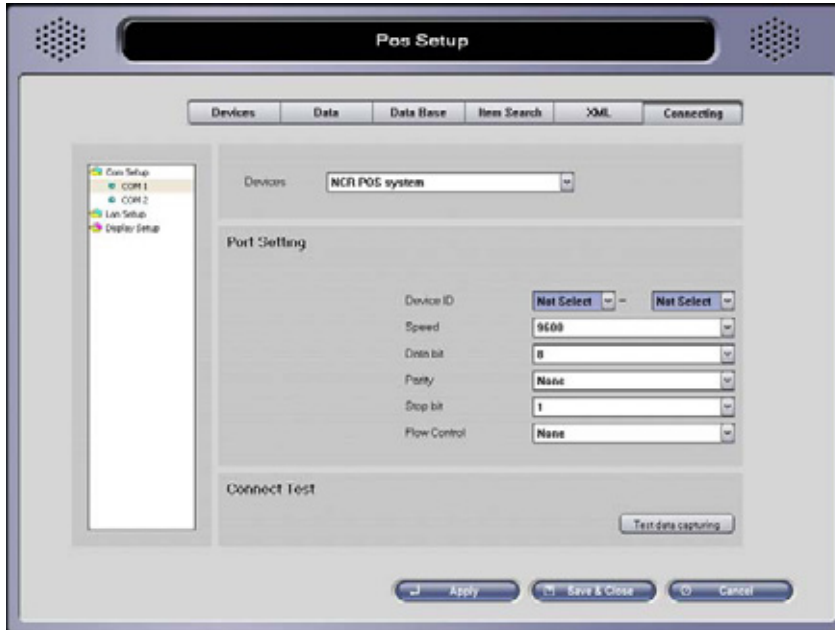 Pos Setup
Devices Data Data Base Item Search XML Connecting
Com Setup
COM 1
COM 2
Lan Setup
Display Setup
Devices NCR POS system
Port Setting
Device ID Not Select - Not Select
Speed 9600
Data bit 8
Parity None
Stop bit 1
Flow Control None
Connect Test
Test data capturing
Apply Save & Close Cancel